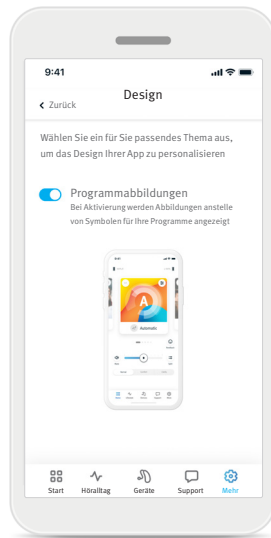 9:41
Design
Zurück
Wählen Sie ein für Sie passendes Thema aus,
um das Design Ihrer App zu personalisieren
Programmabbildungen
Bei Aktivierung werden Abbildungen anstelle
von Symbolen für Ihre Programme angezeigt
A
Automatic
Start Höralltag Geräte Support Mehr